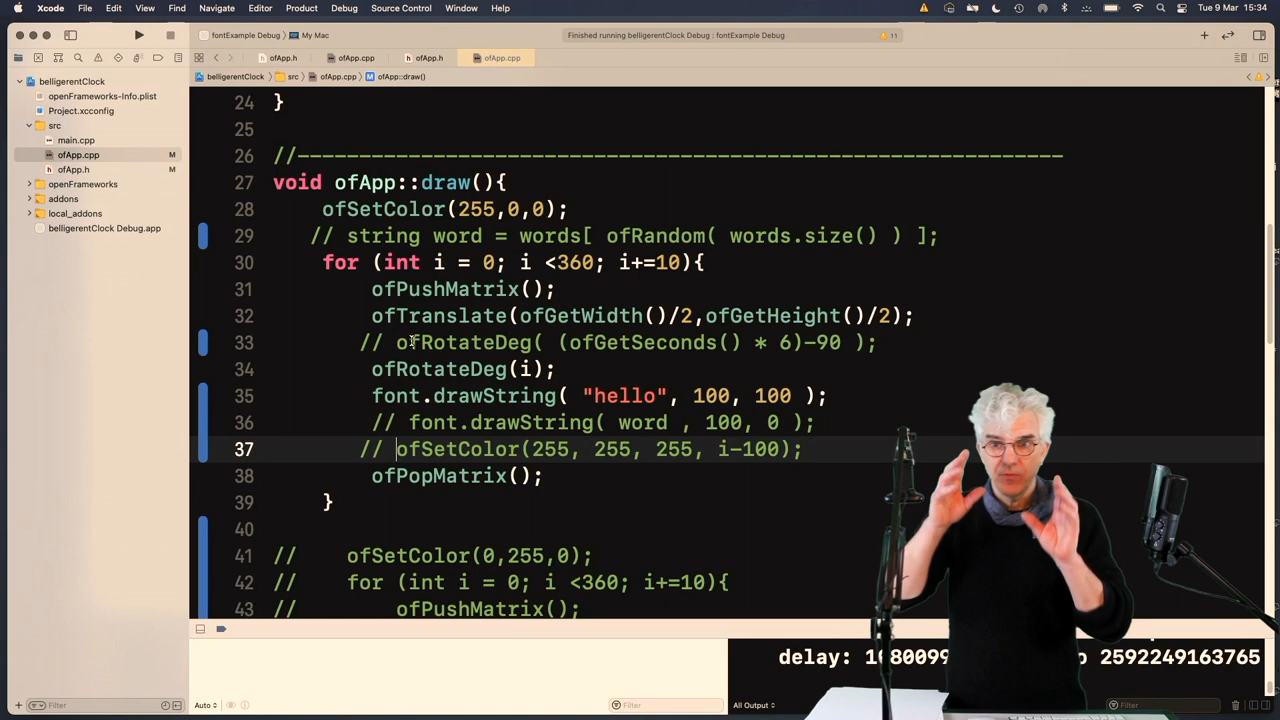 Xcode File Edit View Find Navigate Editor Product Debug Source Control Window Help Tue 9 Mar 15:34
fontExample Debug My Mac Finished running belligerentClock Debug : fontExample Debug 11
ofApp.h ofApp.cpp ofApp.h ofApp.cpp
belligerentClock src ofApp.cpp M ofApp::draw()
belligerentClock
openFrameworks-Info.plist
Project.xcconfig
src
main.cpp
ofApp.cpp M
ofApp.h M
openFrameworks
addons
local_addons
belligerentClock Debug.app
24 }
25
26 //---------------------------------------------------------------
27 void ofApp::draw(){
28 ofSetColor(255,0,0);
29 // string word = words[ ofRandom( words.size() ) ];
30 for (int i = 0; i <360; i+=10){
31 ofPushMatrix();
32 ofTranslate(ofGetWidth()/2,ofGetHeight()/2);
33 // ofRotateDeg( (ofGetSeconds() * 6)-90 );
34 ofRotateDeg(i);
35 font.drawString( "hello", 100, 100 );
36 // font.drawString( word , 100, 0 );
37 // ofSetColor(255, 255, 255, i-100);
38 ofPopMatrix();
39 }
40
41 // ofSetColor(0,255,0);
42 // for (int i = 0; i <360; i+=10){
43 // ofPushMatrix();
delay: 2592249163765
Filter Auto Filter All Output Filter